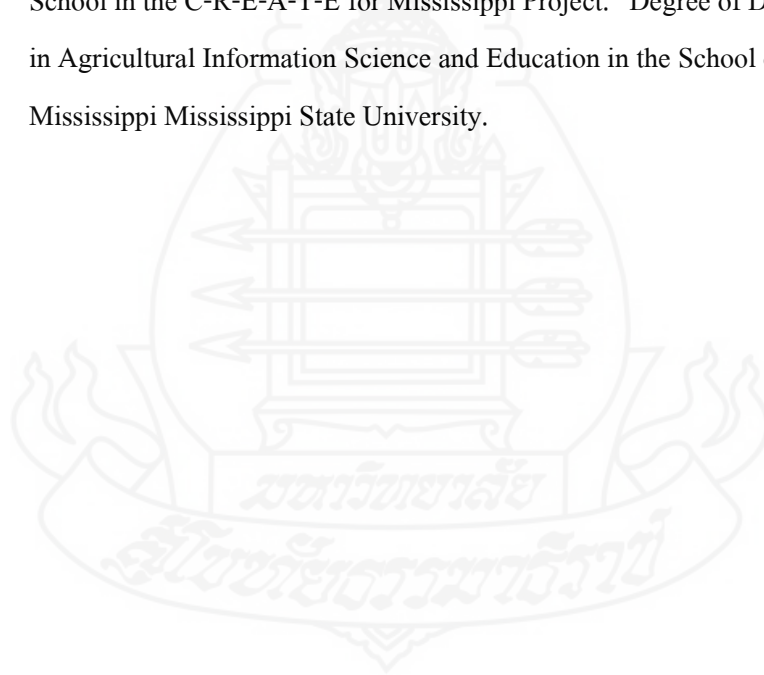 School in the C-R-E-A-T-E for Mississippi Project. Degree of D
in Agricultural Information Science and Education in the School
Mississippi Mississippi State University.
มหาวิทยาลัย
สุโขทัยธรรมาธิราช